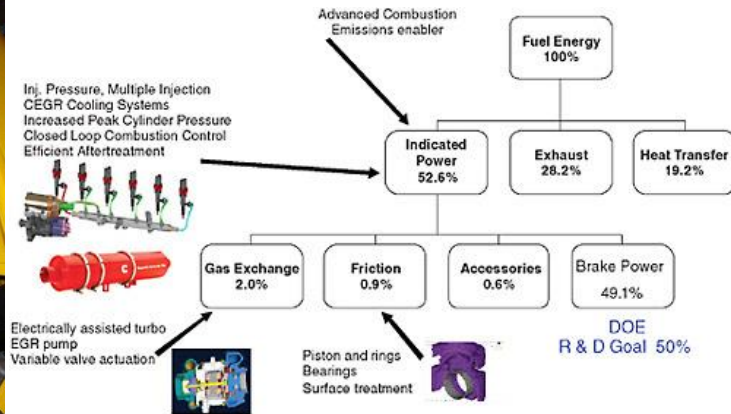 Advanced Combustion
Emissions enabler
Fuel Energy
100%
Inj. Pressure, Multiple Injection
CEGR Cooling Systems
Increased Peak Cylinder Pressure
Closed Loop Combustion Control
Efficient Aftertreatment
Indicated
Power
52.6%
Exhaust
28.2%
Heat Transfer
19.2%
Gas Exchange
2.0%
Friction
0.9%
Accessories
0.6%
Brake Power
49.1%
Electrically assisted turbo
EGR pump
Variable valve actuation
Piston and rings
Bearings
Surface treatment
DOE
R & D Goal 50%